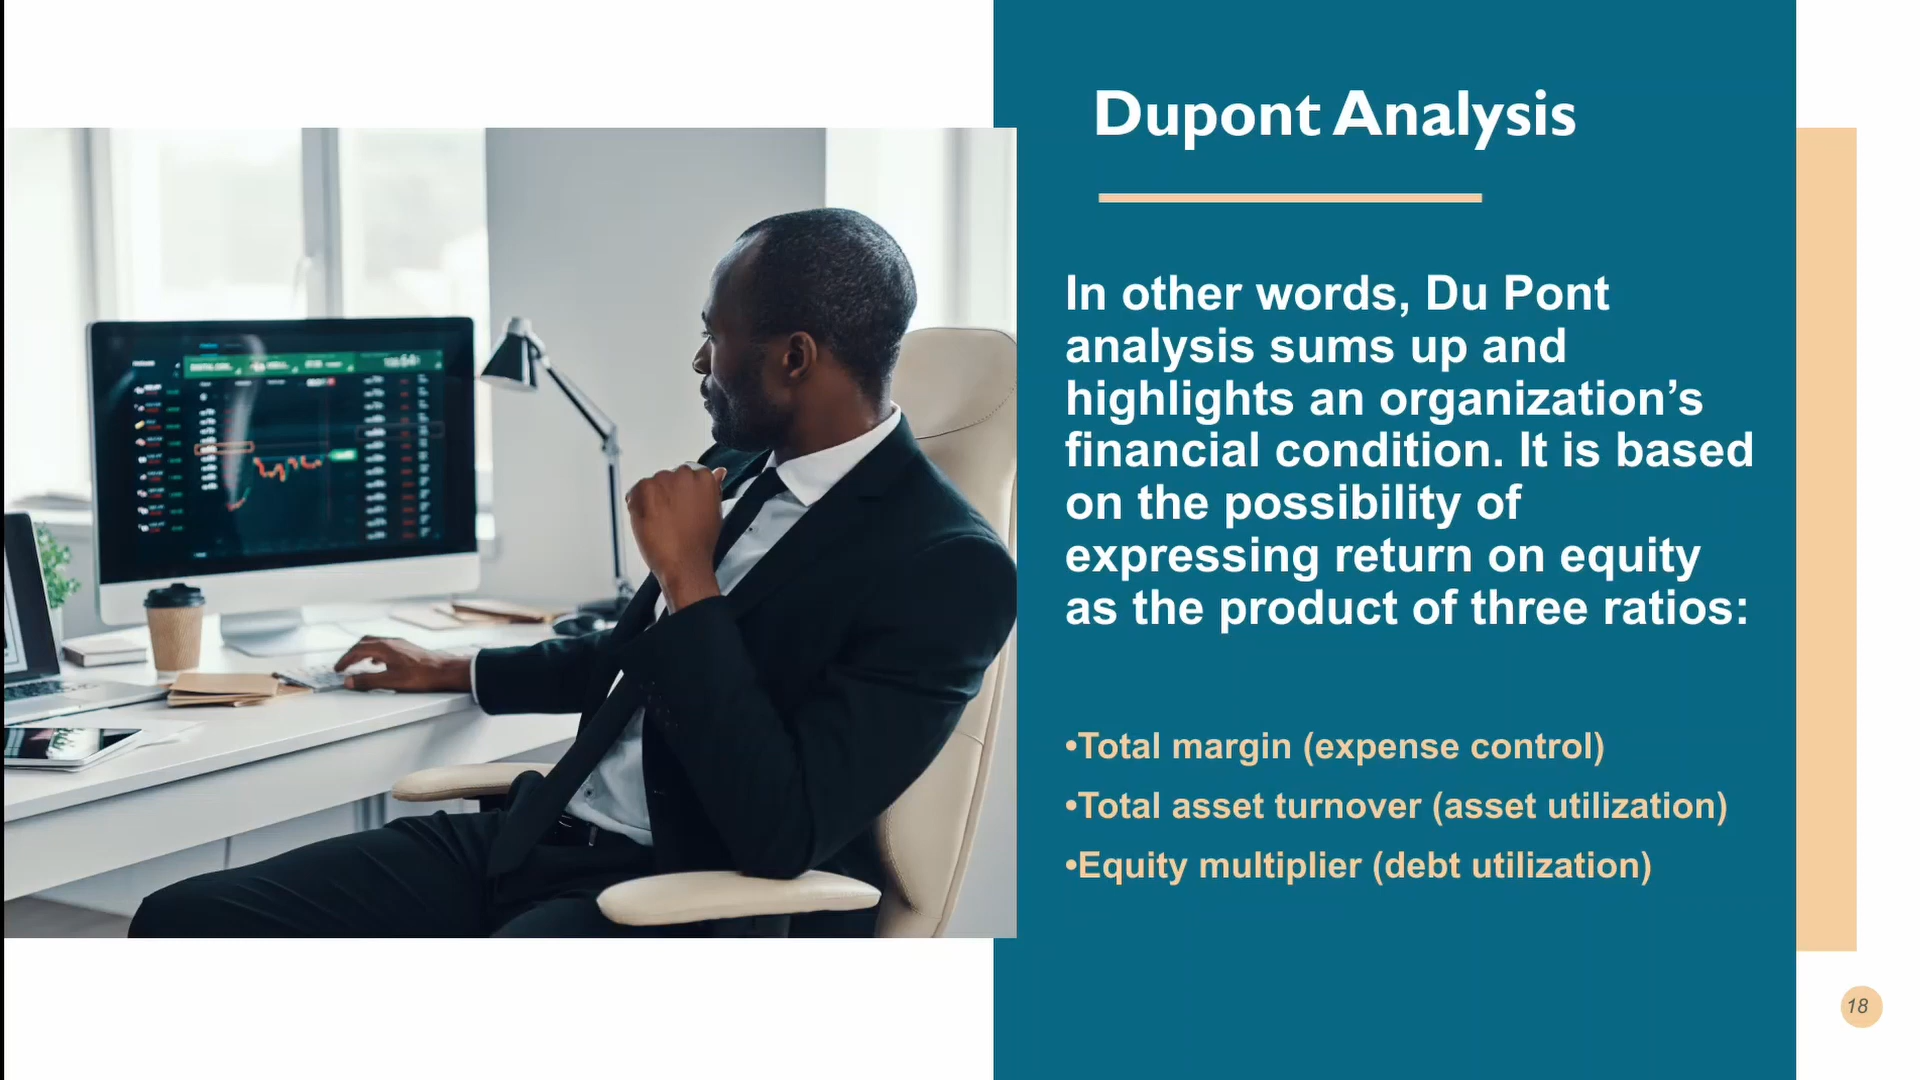 Dupont Analysis
In other words, Du Pont
analysis sums up and
highlights an organization’s
financial condition. It is based
on the possibility of
expressing return on equity
as the product of three ratios:
•Total margin (expense control)
•Total asset turnover (asset utilization)
•Equity multiplier (debt utilization)
18